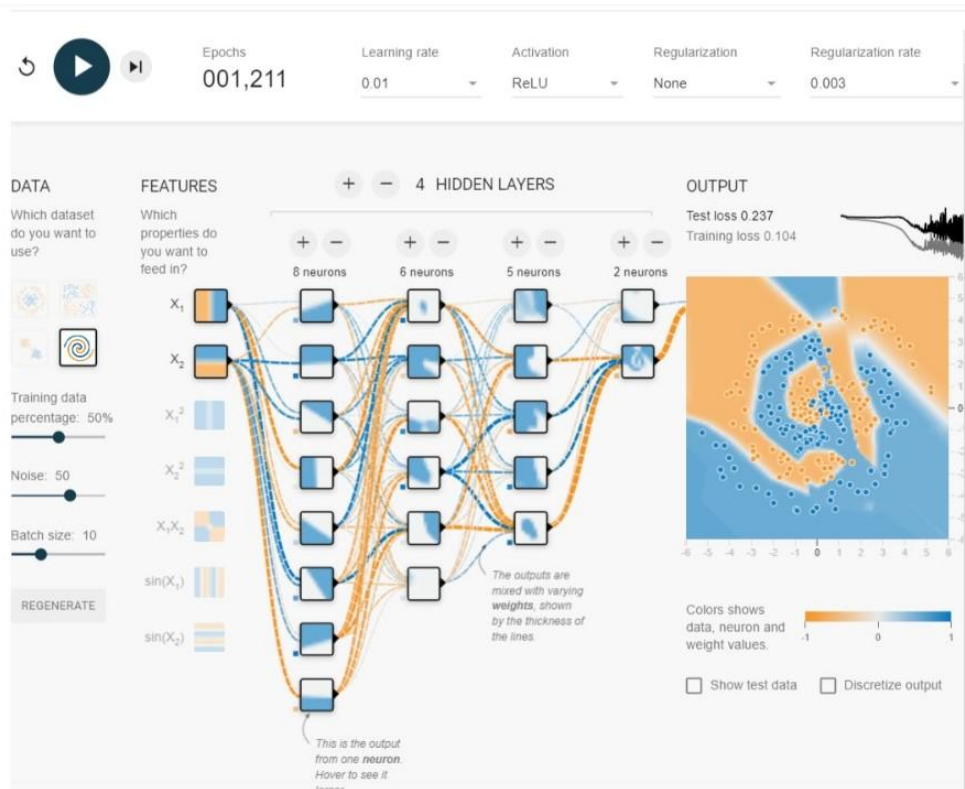 Epochs
001,211
Learning rate
0.01
Activation
ReLU
Regularization
None
Regularization rate
0.003
DATA
Which dataset
do you want to
use?
Training data
percentage: 50%
Noise: 50
Batch size: 10
REGENERATE
FEATURES
Which
properties do
you want to
feed in?
X₁
X₂
X₁²
X₂²
X₁X₂
sin(X₁)
sin(X₂)
+ − 4 HIDDEN LAYERS
+ − + − + − + −
8 neurons 6 neurons 5 neurons 2 neurons
The outputs are
mixed with varying
weights, shown
by the thickness of
the lines.
This is the output
from one neuron.
Hover to see it
OUTPUT
Test loss 0.237
Training loss 0.104
-6 -5 -4 -3 -2 -1 0 1 2 3 4 5 6
Colors shows
data, neuron and
weight values.
-1 0 1
Show test data
Discretize output